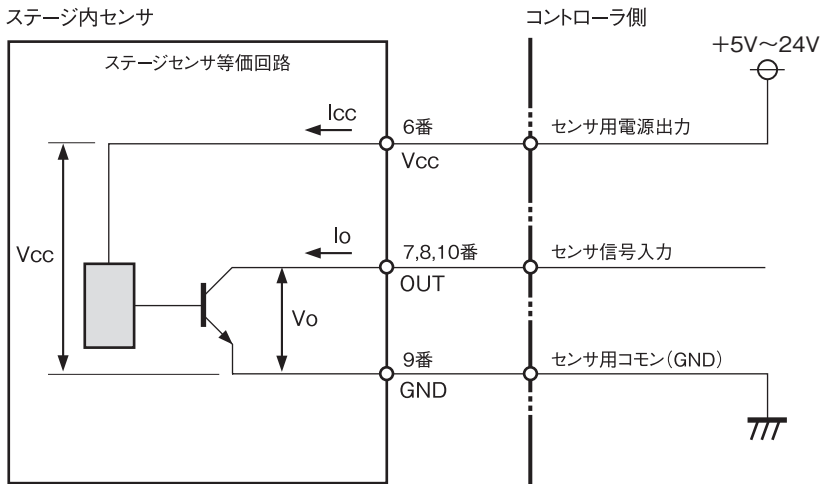 ステージ内センサ
コントローラ側
ステージセンサ等価回路
+5V～24V
Icc
6番
センサ用電源出力
Vcc
Vcc
Io
7,8,10番
センサ信号入力
OUT
Vo
9番
センサ用コモン(GND)
GND